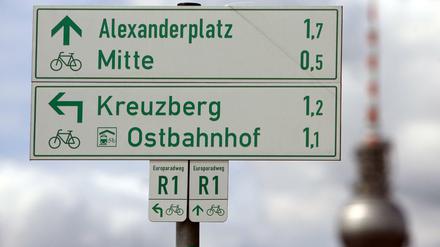 Alexanderplatz 1,7
Mitte 0,5
Kreuzberg 1,2
Ostbahnhof 1,1
Europaradweg Europaradweg
R1 R1